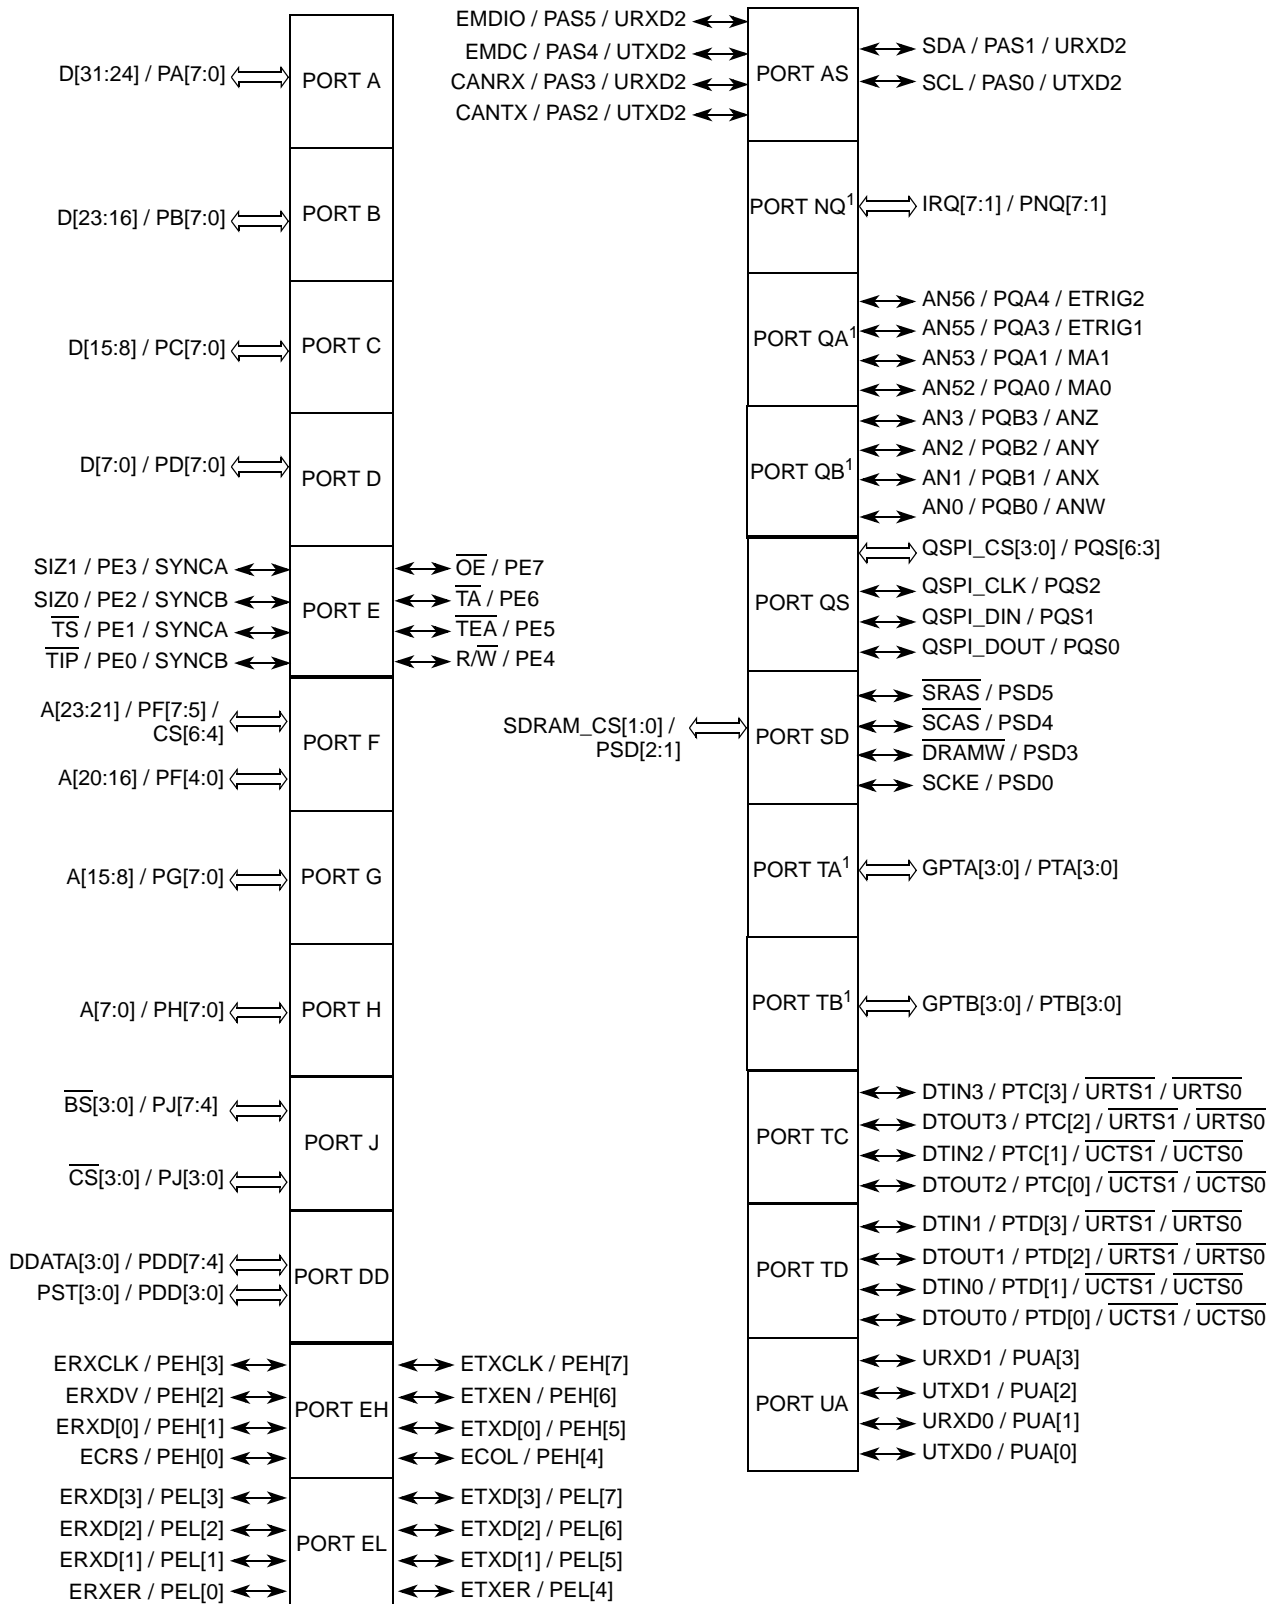 D[31:24] / PA[7:0]
PORT A
D[23:16] / PB[7:0]
PORT B
D[15:8] / PC[7:0]
PORT C
D[7:0] / PD[7:0]
PORT D
SIZ1 / PE3 / SYNCA
SIZ0 / PE2 / SYNCB
TS / PE1 / SYNCA
TIP / PE0 / SYNCB
PORT E
OE / PE7
TA / PE6
TEA / PE5
R/W / PE4
A[23:21] / PF[7:5] /
CS[6:4]
A[20:16] / PF[4:0]
PORT F
A[15:8] / PG[7:0]
PORT G
A[7:0] / PH[7:0]
PORT H
BS[3:0] / PJ[7:4]
CS[3:0] / PJ[3:0]
PORT J
DDATA[3:0] / PDD[7:4]
PST[3:0] / PDD[3:0]
PORT DD
ERXCLK / PEH[3]
ERXDV / PEH[2]
ERXD[0] / PEH[1]
ECRS / PEH[0]
PORT EH
ETXCLK / PEH[7]
ETXEN / PEH[6]
ETXD[0] / PEH[5]
ECOL / PEH[4]
ERXD[3] / PEL[3]
ERXD[2] / PEL[2]
ERXD[1] / PEL[1]
ERXER / PEL[0]
PORT EL
ETXD[3] / PEL[7]
ETXD[2] / PEL[6]
ETXD[1] / PEL[5]
ETXER / PEL[4]
EMDIO / PAS5 / URXD2
EMDC / PAS4 / UTXD2
CANRX / PAS3 / URXD2
CANTX / PAS2 / UTXD2
PORT AS
SDA / PAS1 / URXD2
SCL / PAS0 / UTXD2
PORT NQ1
IRQ[7:1] / PNQ[7:1]
PORT QA1
AN56 / PQA4 / ETRIG2
AN55 / PQA3 / ETRIG1
AN53 / PQA1 / MA1
AN52 / PQA0 / MA0
PORT QB1
AN3 / PQB3 / ANZ
AN2 / PQB2 / ANY
AN1 / PQB1 / ANX
AN0 / PQB0 / ANW
PORT QS
QSPI_CS[3:0] / PQS[6:3]
QSPI_CLK / PQS2
QSPI_DIN / PQS1
QSPI_DOUT / PQS0
SDRAM_CS[1:0] /
PSD[2:1]
PORT SD
SRAS / PSD5
SCAS / PSD4
DRAMW / PSD3
SCKE / PSD0
PORT TA1
GPTA[3:0] / PTA[3:0]
PORT TB1
GPTB[3:0] / PTB[3:0]
PORT TC
DTIN3 / PTC[3] / URTS1 / URTS0
DTOUT3 / PTC[2] / URTS1 / URTS0
DTIN2 / PTC[1] / UCTS1 / UCTS0
DTOUT2 / PTC[0] / UCTS1 / UCTS0
PORT TD
DTIN1 / PTD[3] / URTS1 / URTS0
DTOUT1 / PTD[2] / URTS1 / URTS0
DTIN0 / PTD[1] / UCTS1 / UCTS0
DTOUT0 / PTD[0] / UCTS1 / UCTS0
PORT UA
URXD1 / PUA[3]
UTXD1 / PUA[2]
URXD0 / PUA[1]
UTXD0 / PUA[0]